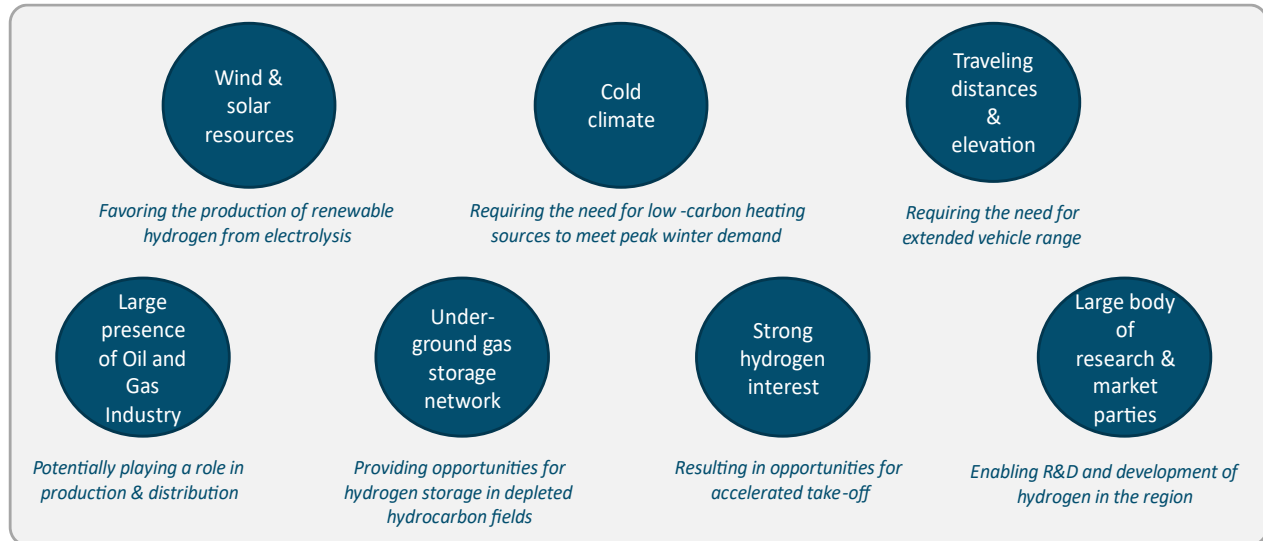 Wind &
solar
resources
Favoring the production of renewable
hydrogen from electrolysis
Cold
climate
Requiring the need for low -carbon heating
sources to meet peak winter demand
Traveling
distances
&
elevation
Requiring the need for
extended vehicle range
Large
presence
of Oil and
Gas
Industry
Potentially playing a role in
production & distribution
Under-
ground gas
storage
network
Providing opportunities for
hydrogen storage in depleted
hydrocarbon fields
Strong
hydrogen
interest
Resulting in opportunities for
accelerated take-off
Large body
of
research &
market
parties
Enabling R&D and development of
hydrogen in the region